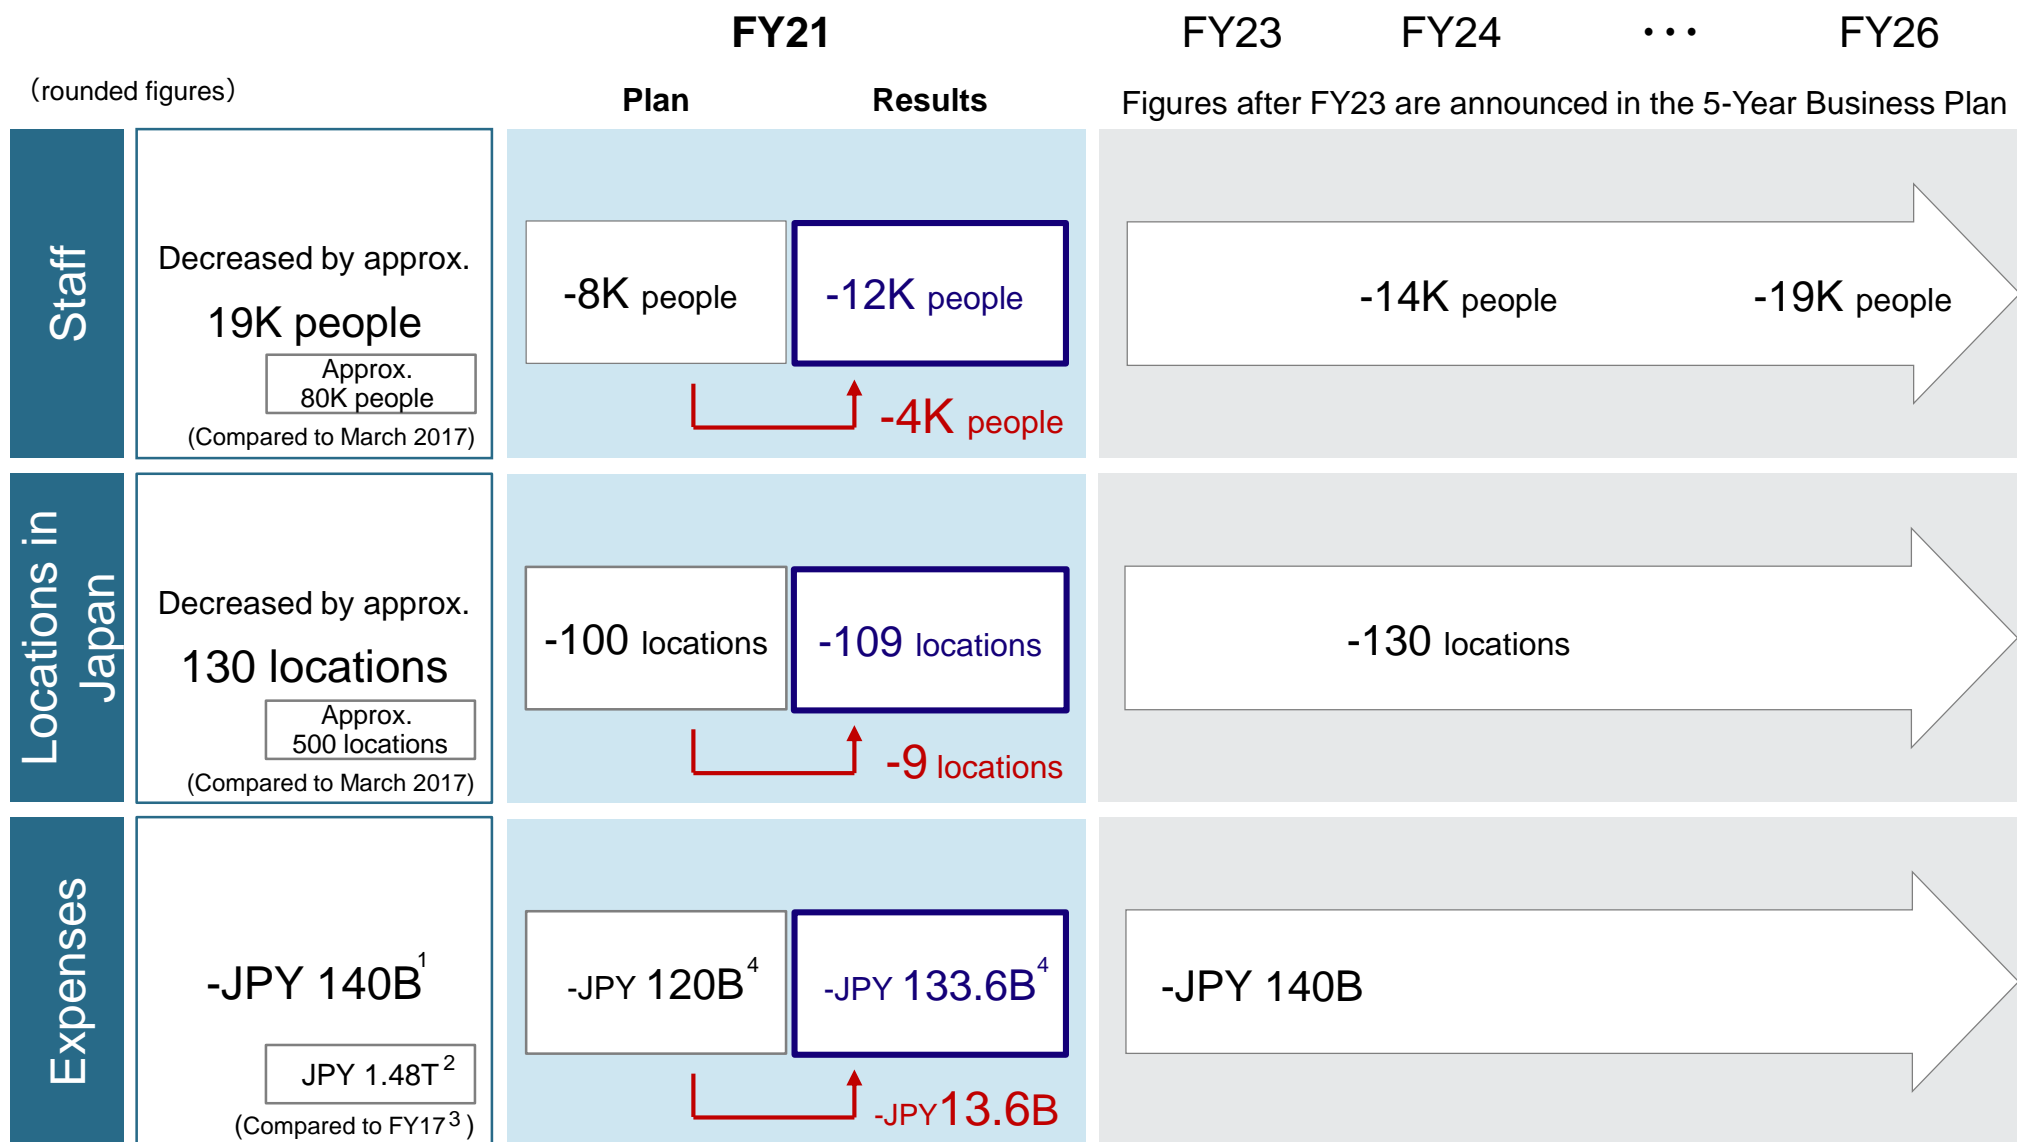 FY21
FY23 FY24 ・・・ FY26
（rounded figures）
Plan Results
Figures after FY23 are announced in the 5-Year Business Plan
Staff
Decreased by approx.
19K people
Approx.
80K people
(Compared to March 2017)
-8K people
-12K people
-4K people
-14K people
-19K people
Locations in
Japan
Decreased by approx.
130 locations
Approx.
500 locations
(Compared to March 2017)
-100 locations
-109 locations
-9 locations
-130 locations
Expenses
-JPY 140B1
JPY 1.48T2
(Compared to FY173)
-JPY 120B4
-JPY 133.6B4
-JPY13.6B
-JPY 140B